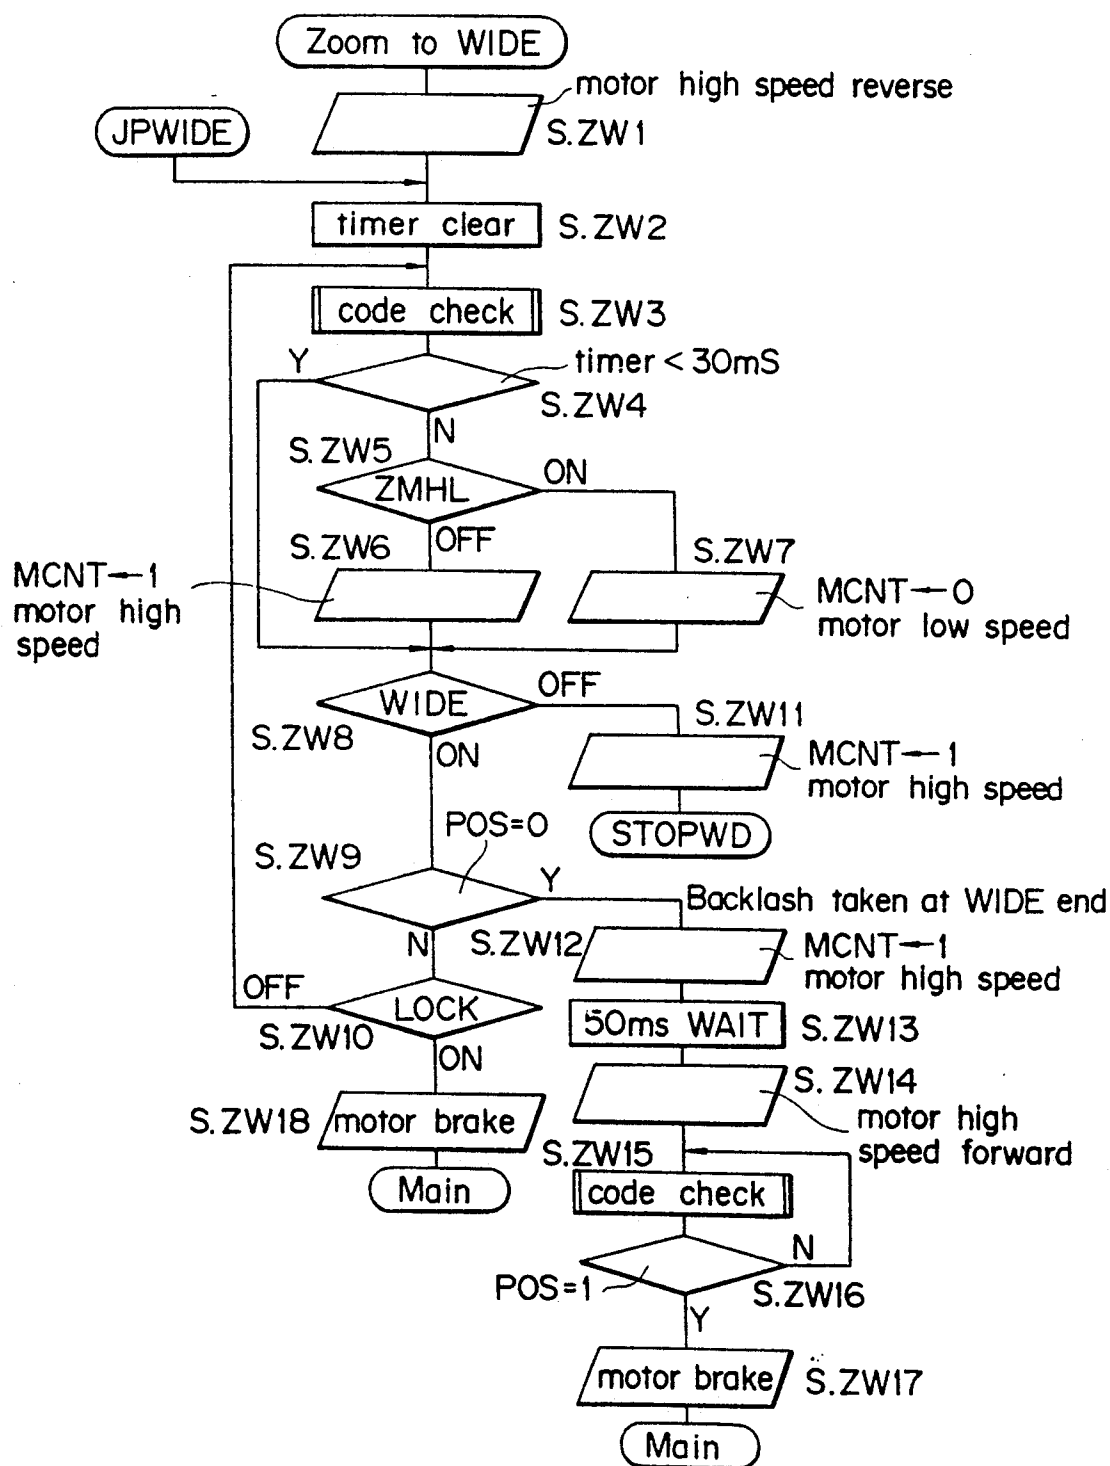 Zoom to WIDE
motor high speed reverse
JPWIDE
S.ZW1
timer clear
S.ZW2
code check
S.ZW3
Y
timer < 30mS
S.ZW4
N
S.ZW5
ZMHL
ON
OFF
S.ZW6
S.ZW7
MCNT←1
motor high
speed
MCNT←0
motor low speed
WIDE
OFF
S.ZW8
ON
S.ZW11
MCNT←1
motor high speed
STOPWD
POS=0
S.ZW9
Y
Backlash taken at WIDE end
N
S.ZW12
MCNT←1
motor high speed
OFF
LOCK
S.ZW10
ON
50ms WAIT
S.ZW13
S.ZW14
motor high
speed forward
S.ZW18
motor brake
Main
S.ZW15
code check
N
POS=1
S.ZW16
Y
motor brake
S.ZW17
Main